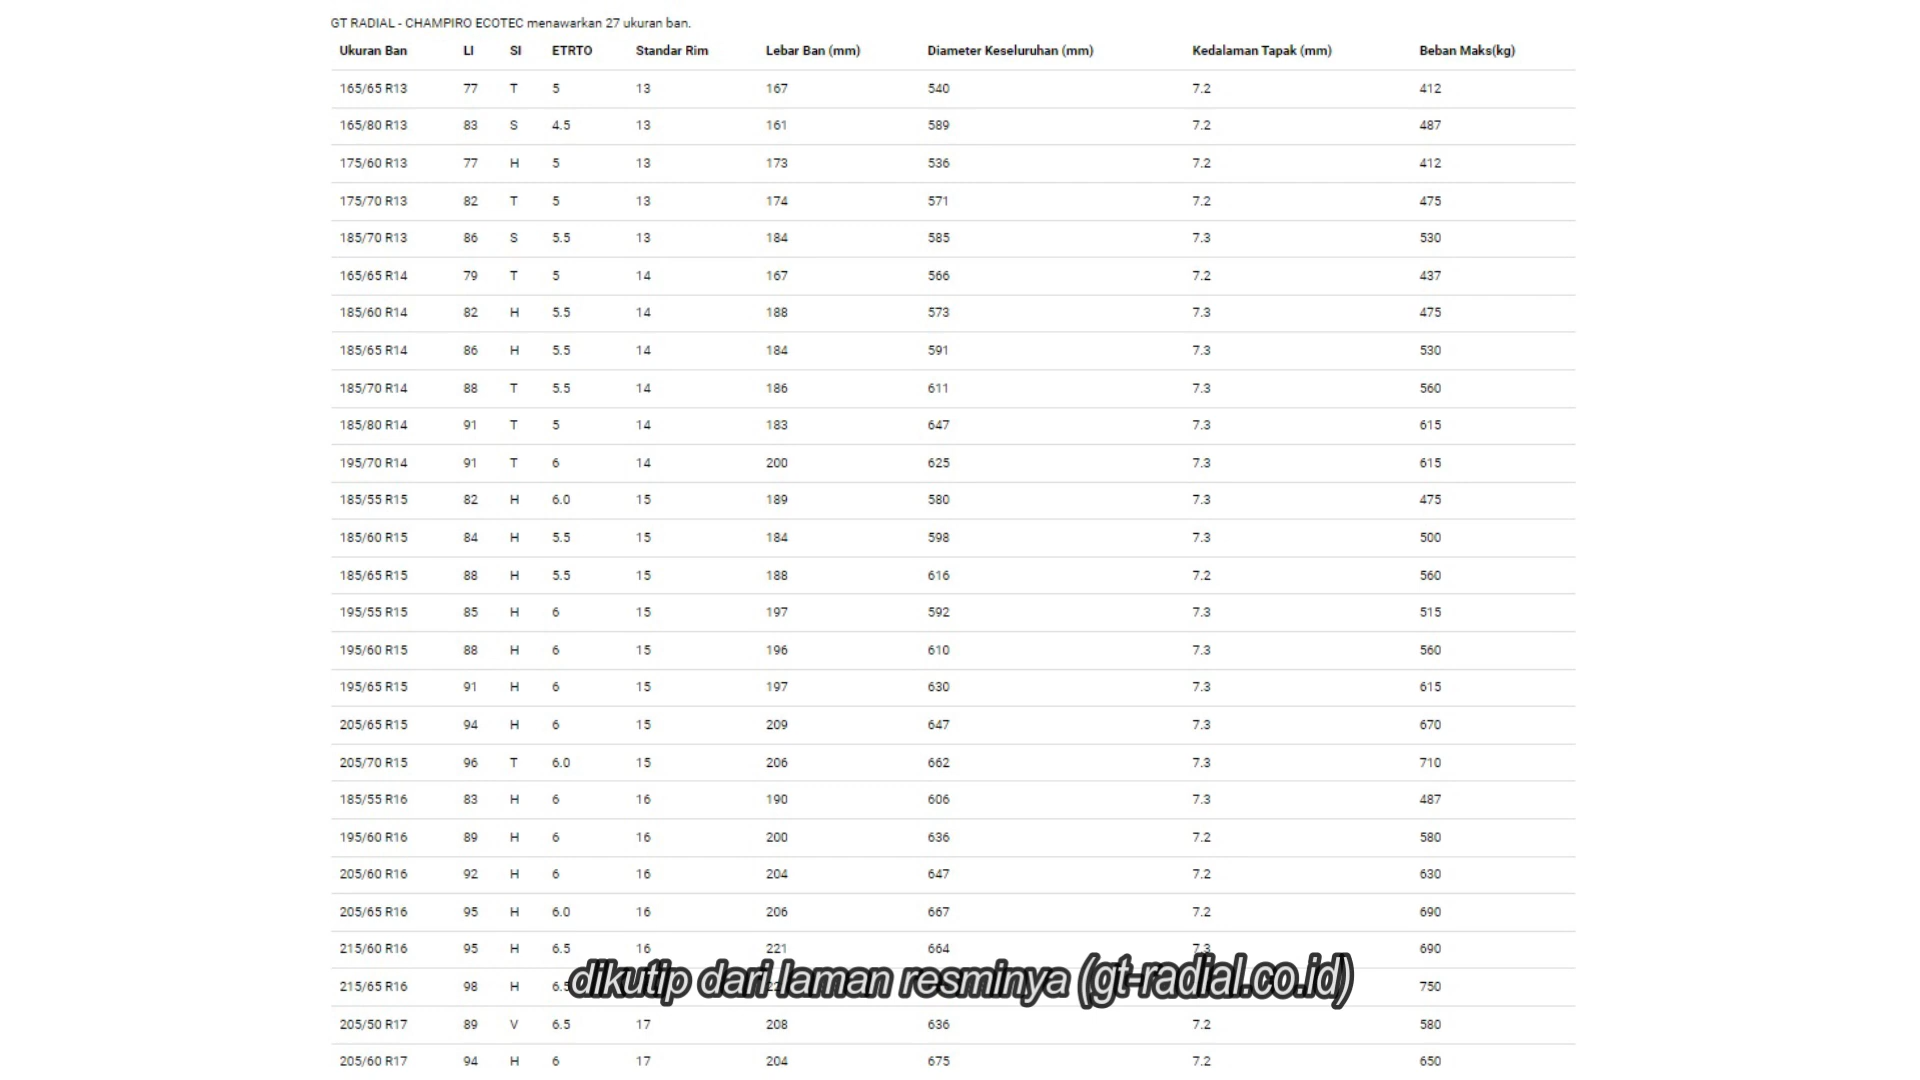 GT RADIAL - CHAMPIRO ECOTEC menawarkan 27 ukuran ban.
Ukuran Ban LI SI ETRTO Standar Rim Lebar Ban (mm) Diameter Keseluruhan (mm) Kedalaman Tapak (mm) Beban Maks(kg)
165/65 R13 77 T 5 13 167 540 7.2 412
165/80 R13 83 S 4.5 13 161 589 7.2 487
175/60 R13 77 H 5 13 173 536 7.2 412
175/70 R13 82 T 5 13 174 571 7.2 475
185/70 R13 86 S 5.5 13 184 585 7.3 530
165/65 R14 79 T 5 14 167 566 7.2 437
185/60 R14 82 H 5.5 14 188 573 7.3 475
185/65 R14 86 H 5.5 14 184 591 7.3 530
185/70 R14 88 T 5.5 14 186 611 7.3 560
185/80 R14 91 T 5 14 183 647 7.3 615
195/70 R14 91 T 6 14 200 625 7.3 615
185/55 R15 82 H 6.0 15 189 580 7.3 475
185/60 R15 84 H 5.5 15 184 598 7.3 500
185/65 R15 88 H 5.5 15 188 616 7.2 560
195/55 R15 85 H 6 15 197 592 7.3 515
195/60 R15 88 H 6 15 196 610 7.3 560
195/65 R15 91 H 6 15 197 630 7.3 615
205/65 R15 94 H 6 15 209 647 7.3 670
205/70 R15 96 T 6.0 15 206 662 7.3 710
185/55 R16 83 H 6 16 190 606 7.3 487
195/60 R16 89 H 6 16 200 636 7.2 580
205/60 R16 92 H 6 16 204 647 7.2 630
205/65 R16 95 H 6.0 16 206 667 7.2 690
215/60 R16 95 H 6.5 16 221 664 7.3 690
215/65 R16 98 H 6.5 750
dikutip dari laman resminya (gt-radial.co.id)
205/50 R17 89 V 6.5 17 208 636 7.2 580
205/60 R17 94 H 6 17 204 675 7.2 650